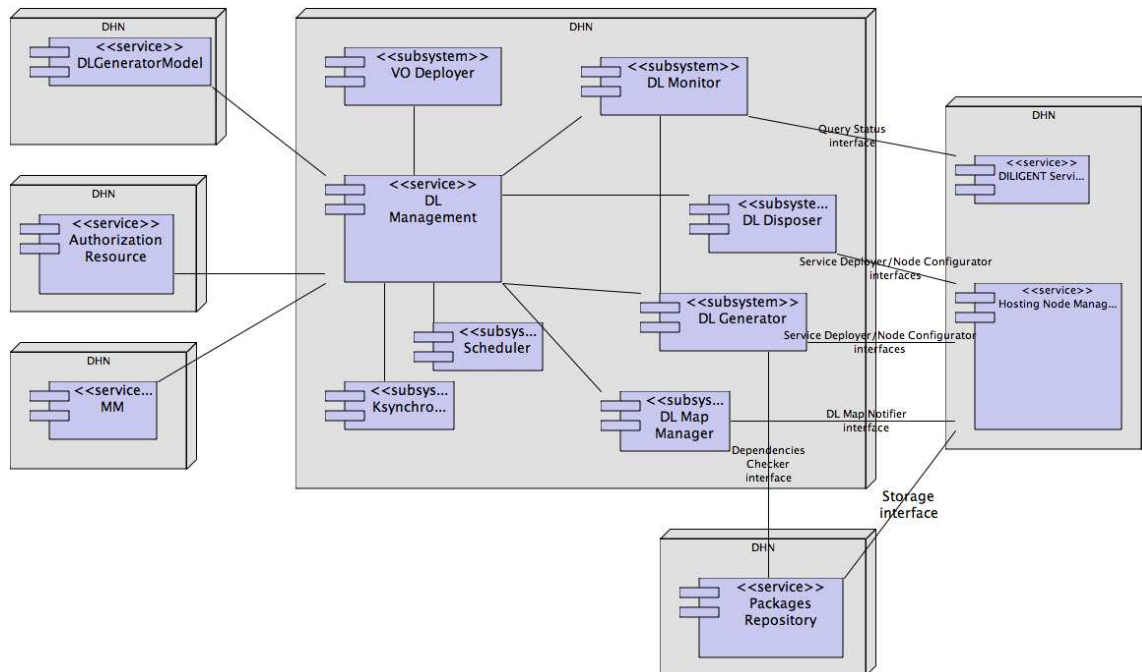 DHN
<<service>>
DLGeneratorModel
DHN
<<service>>
Authorization
Resource
DHN
<<service...
MM
DHN
<<subsystem>
VO Deployer
<<subsystem>
DL Monitor
<<service>>
DL
Management
<<subsyste...
DL Disposer
<<subsystem>
DL Generator
<<subsys...
Scheduler
<<subsys...
Ksynchro...
<<subsys...
DL Map
Manager
Query Status
interface
Service Deployer/Node Configurator
interfaces
Service Deployer/Node Configurator
interfaces
DL Map Notifier
interface
Dependencies
Checker
interface
Storage
interface
DHN
<<service>>
DILIGENT Servi...
<<service>>
Hosting Node Manag...
DHN
<<service>>
Packages
Repository